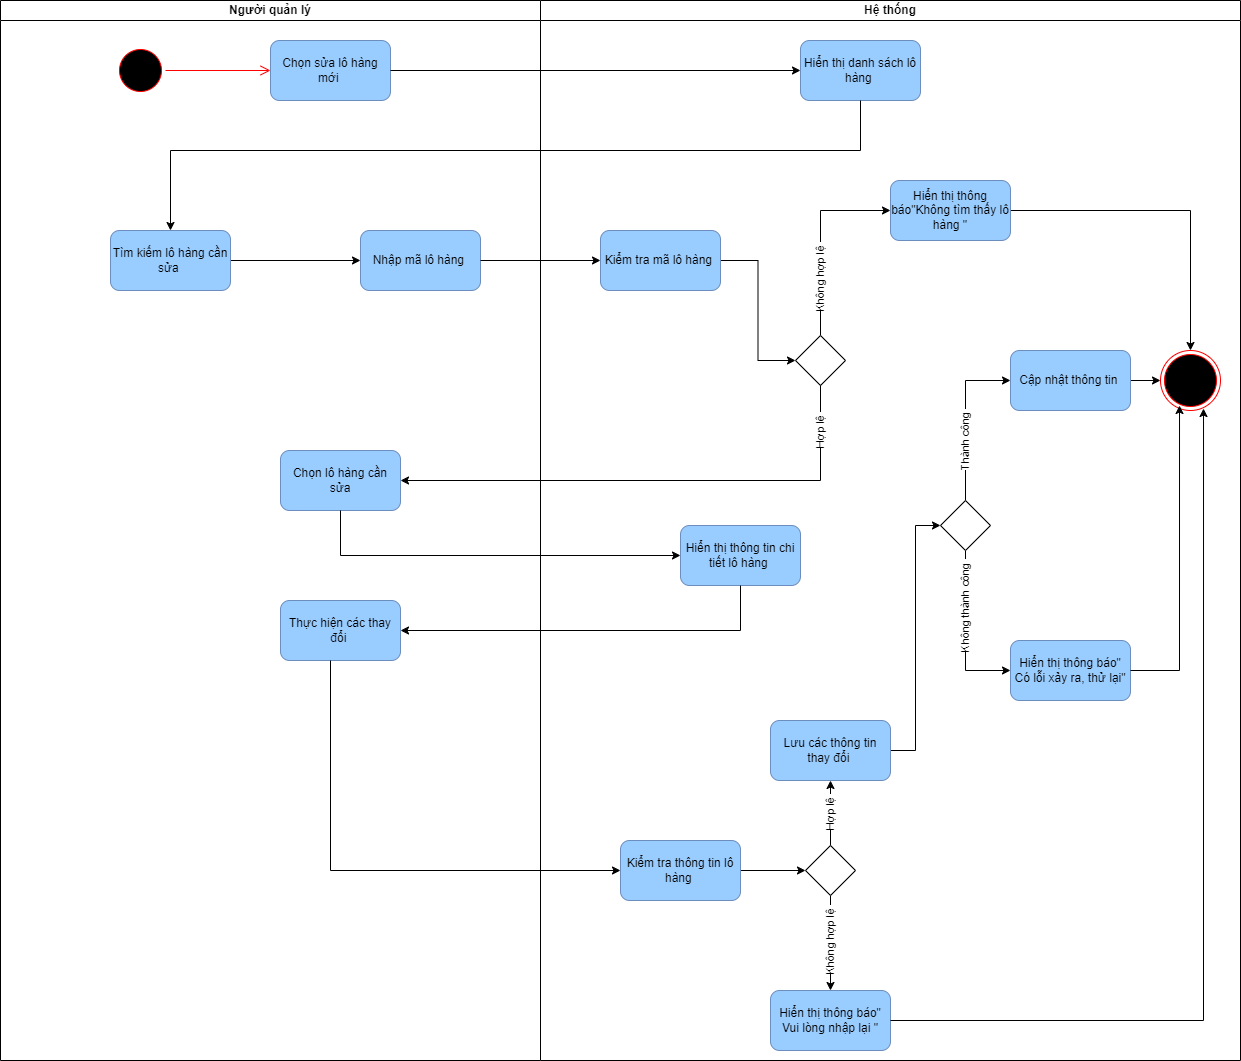 Người quản lý
Hệ thống
Chọn sửa lô hàng
mới
Hiển thị danh sách lô
hàng
Hiển thị thông
báo"Không tìm thấy lô
hàng "
Tìm kiếm lô hàng cần
sửa
Nhập mã lô hàng
Kiểm tra mã lô hàng
Không hợp lệ
Hợp lệ
Cập nhật thông tin
Thành công
Chọn lô hàng cần
sửa
Hiển thị thông tin chi
tiết lô hàng
Thực hiện các thay
đổi
Không thành công
Hiển thị thông báo"
Có lỗi xảy ra, thử lại"
Lưu các thông tin
thay đổi
Hợp lệ
Kiểm tra thông tin lô
hàng
Không hợp lệ
Hiển thị thông báo"
Vui lòng nhập lại "